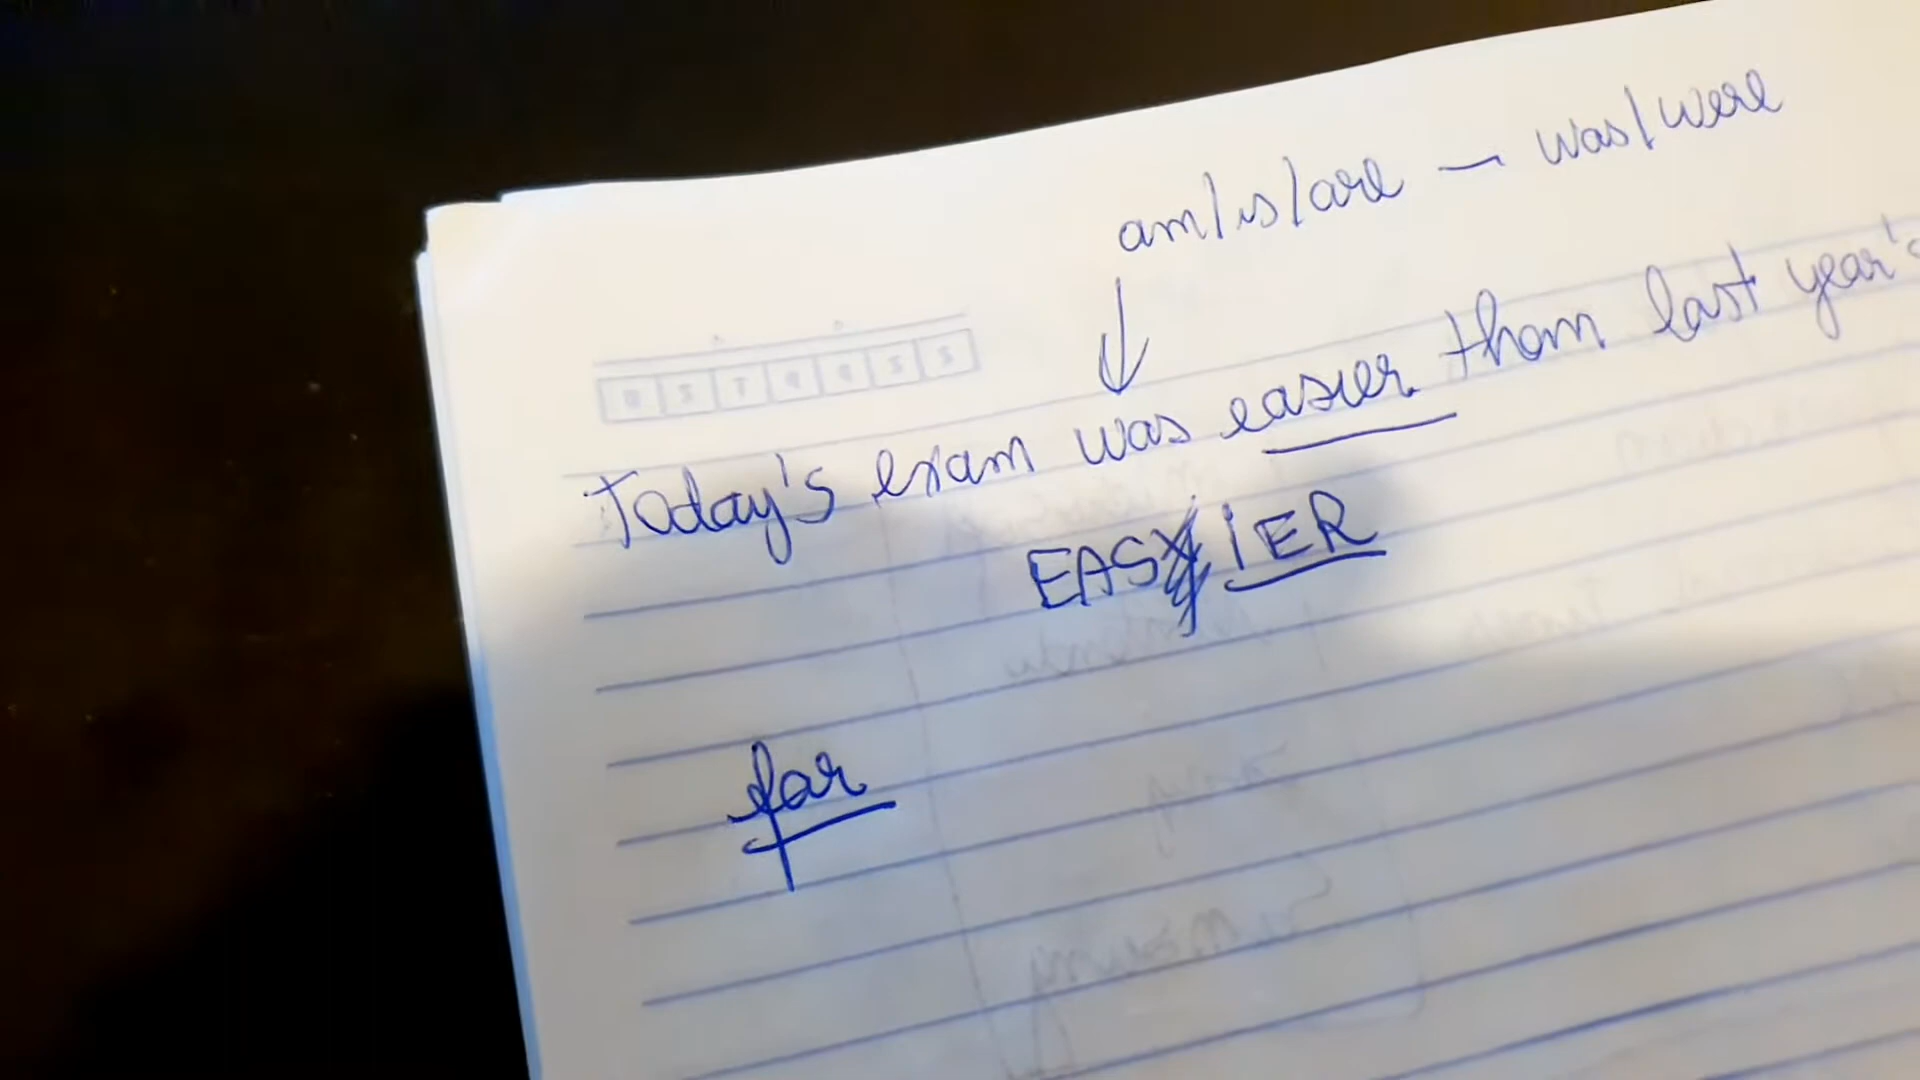 am/is/are — was/were
Today's exam was easier than last year's
EASYIER
far